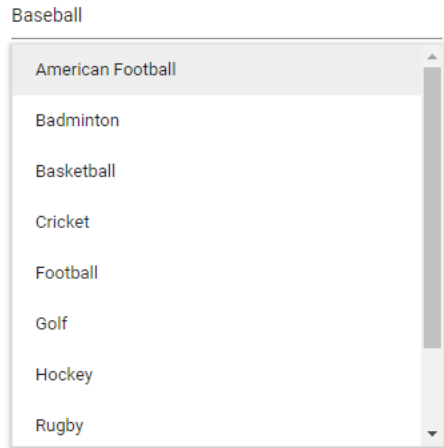 Baseball
American Football
Badminton
Basketball
Cricket
Football
Golf
Hockey
Rugby